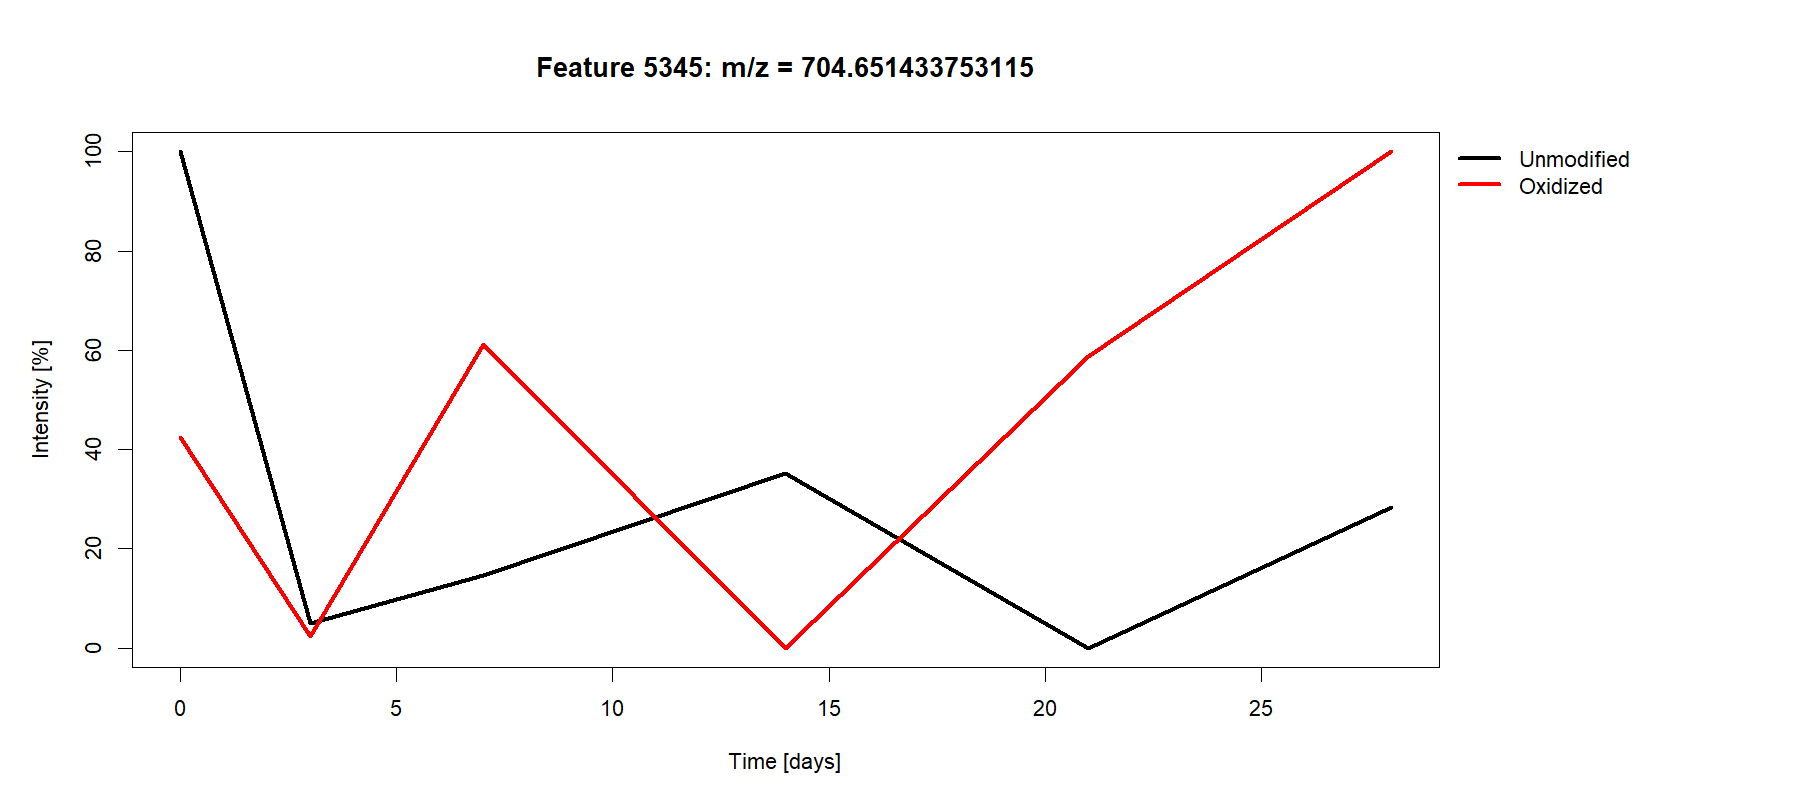 Feature 5345: m/z = 704.651433753115
Unmodified
Oxidized
Intensity [%]
100
80
60
40
20
0
0 5 10 15 20 25
Time [days]